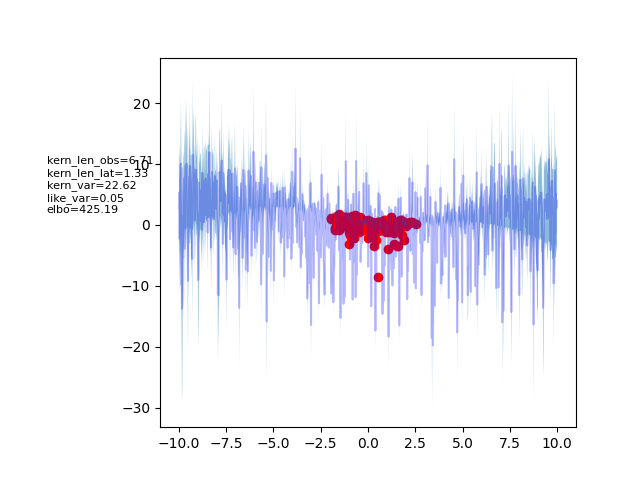 kern_len_obs=6.71
kern_len_lat=1.33
kern_var=22.62
like_var=0.05
elbo=425.19
20
10
0
−10
−20
−30
−10.0 −7.5 −5.0 −2.5 0.0 2.5 5.0 7.5 10.0